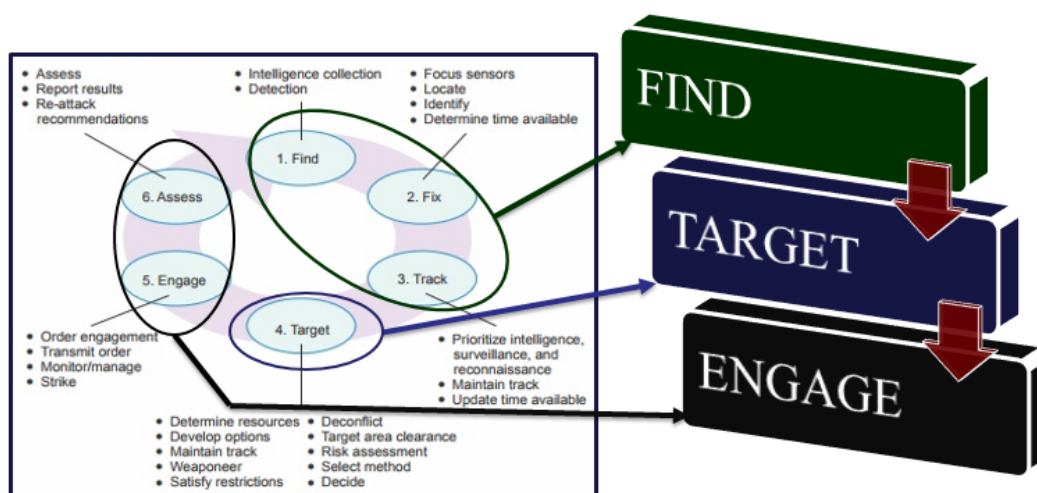 • Assess
• Report results
• Re-attack
recommendations
• Intelligence collection
• Detection
• Focus sensors
• Locate
• Identify
• Determine time available
1. Find
2. Fix
3. Track
4. Target
5. Engage
6. Assess
• Order engagement
• Transmit order
• Monitor/manage
• Strike
• Prioritize intelligence,
surveillance, and
reconnaissance
• Maintain track
• Update time available
• Determine resources
• Develop options
• Maintain track
• Weaponeer
• Satisfy restrictions
• Deconflict
• Target area clearance
• Risk assessment
• Select method
• Decide
FIND
TARGET
ENGAGE